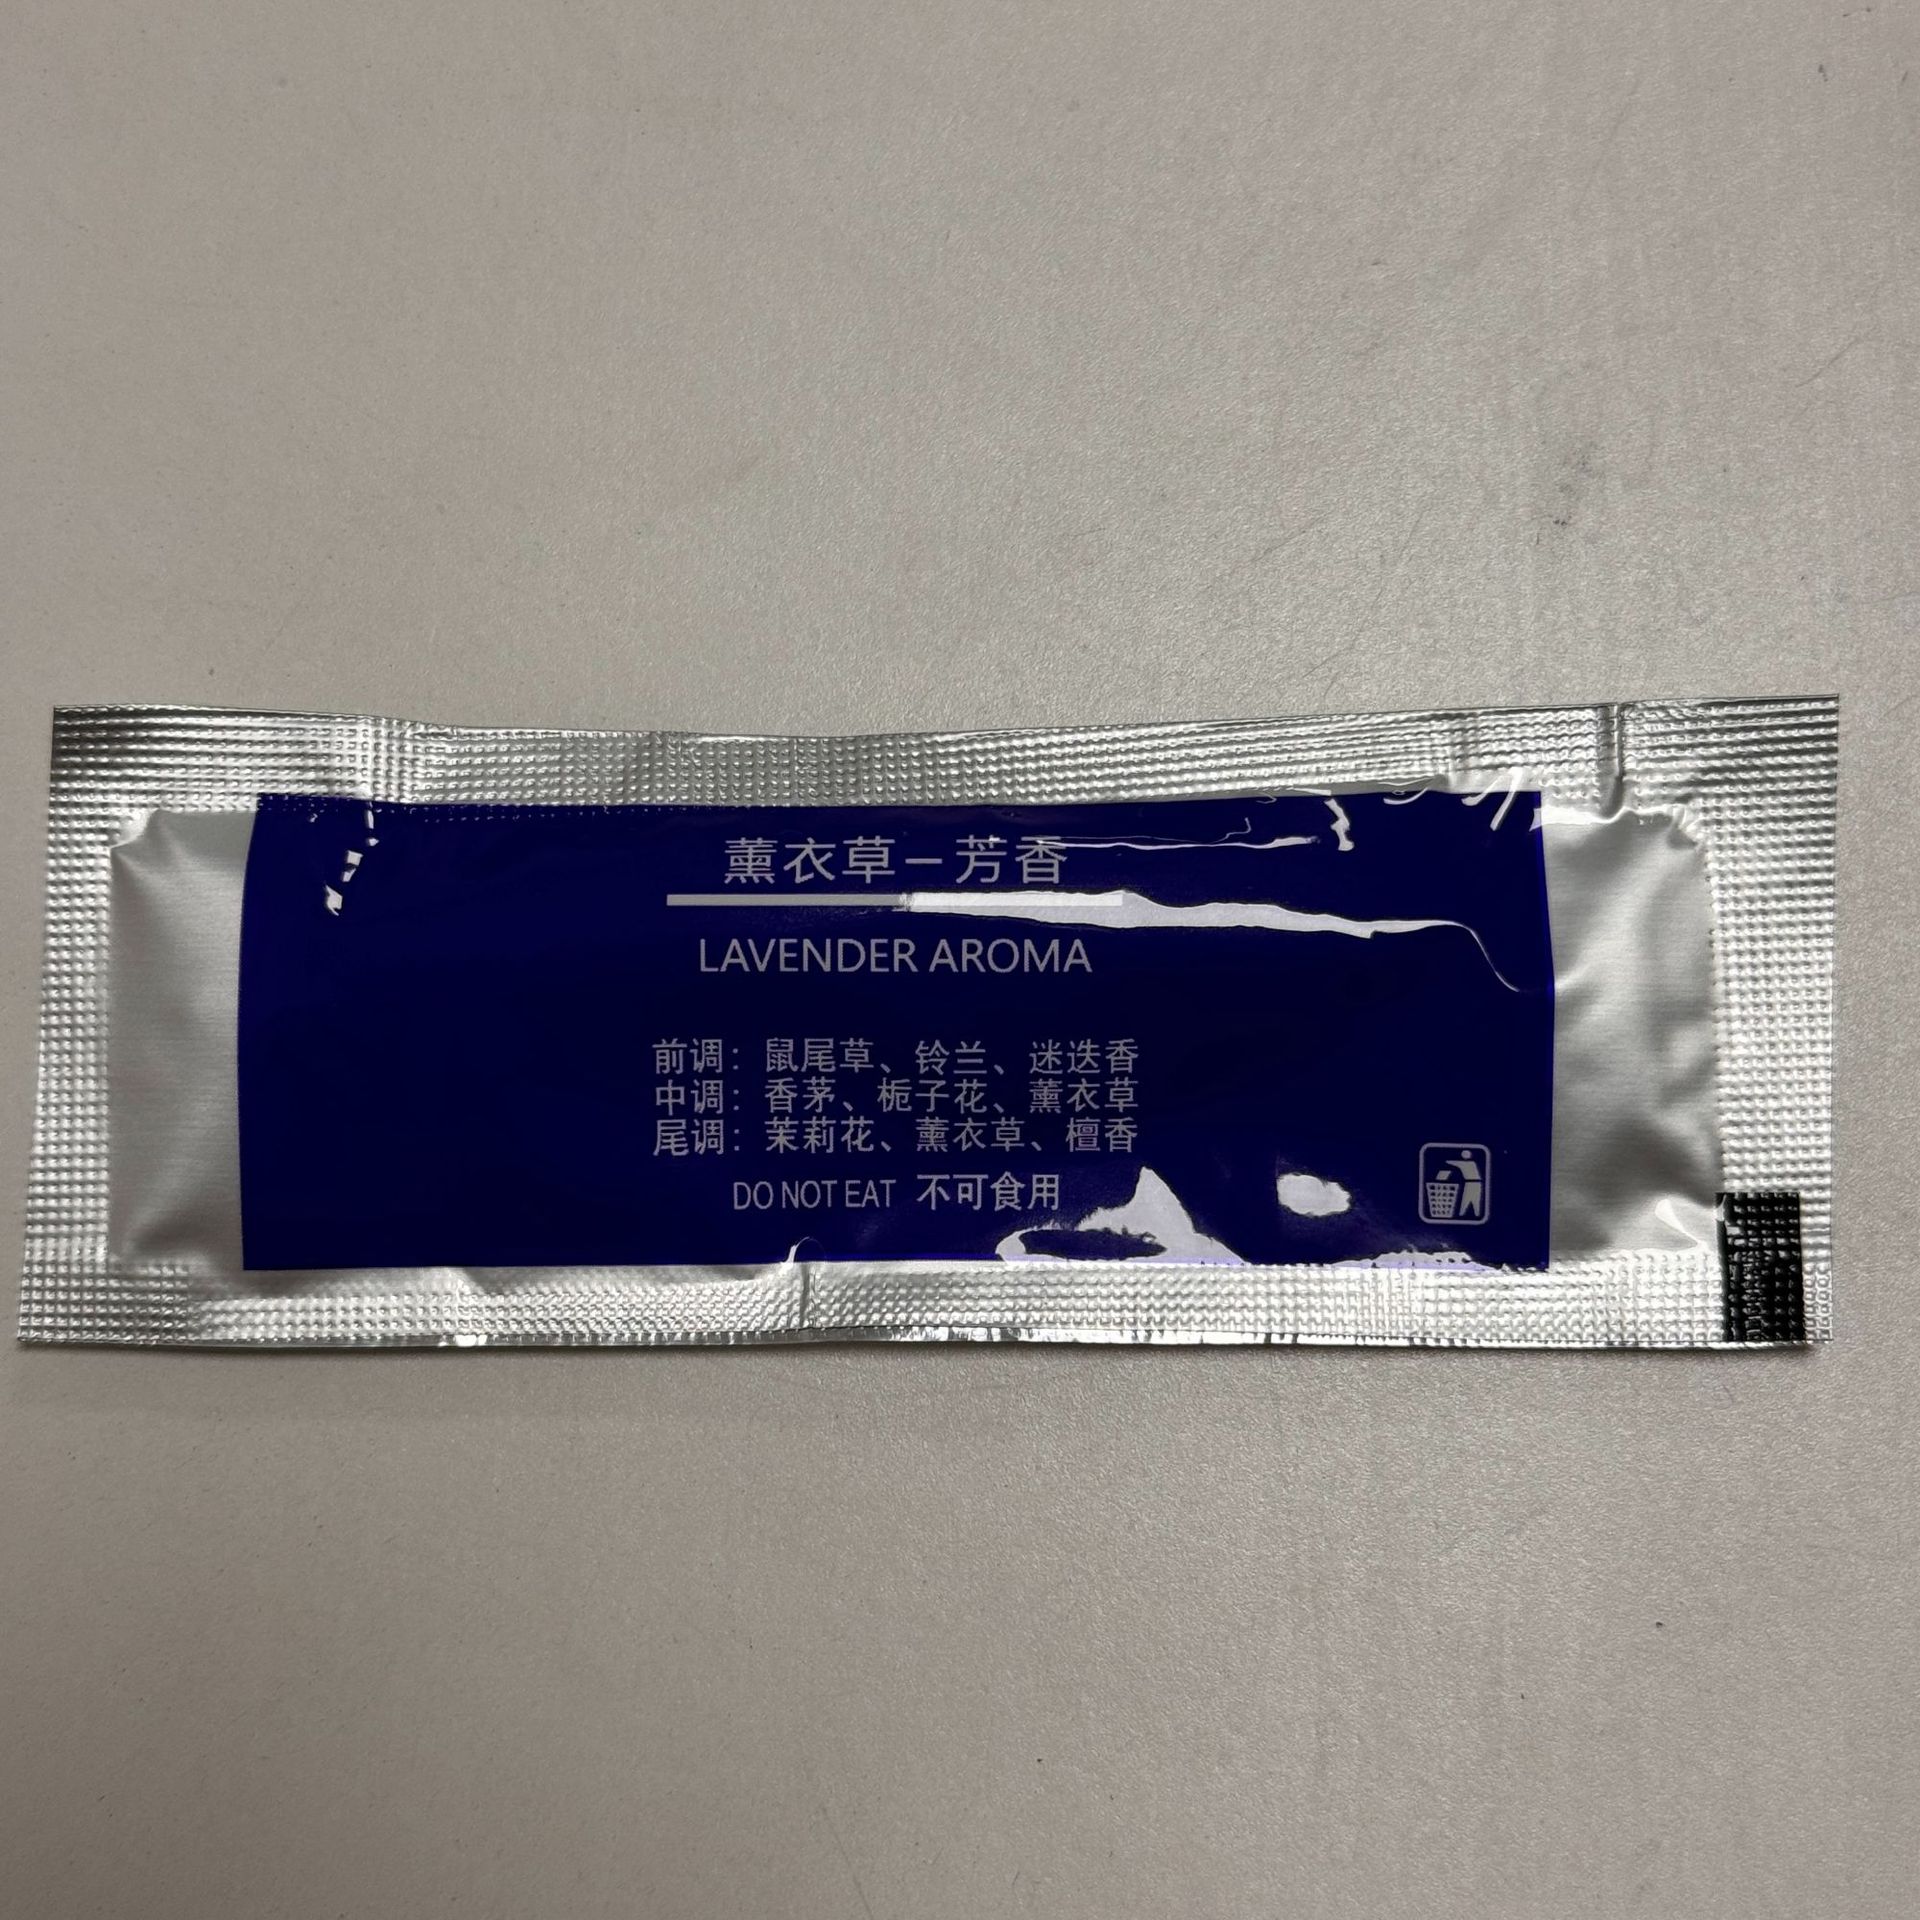 薰衣草－芳香
LAVENDER AROMA
前调：鼠尾草、铃兰、迷迭香
中调：香茅、栀子花、薰衣草
尾调：茉莉花、薰衣草、檀香
DO NOT EAT 不可食用